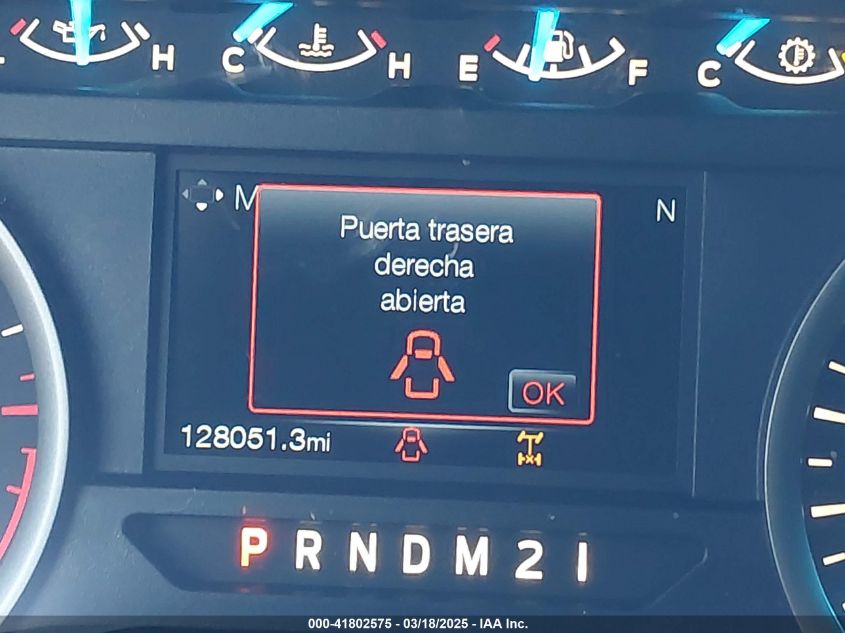 H C H E F C
M N
Puerta trasera
derecha
abierta
OK
128051.3mi
P R N D M 2 1
000-41802575 - 03/18/2025 - IAA Inc.